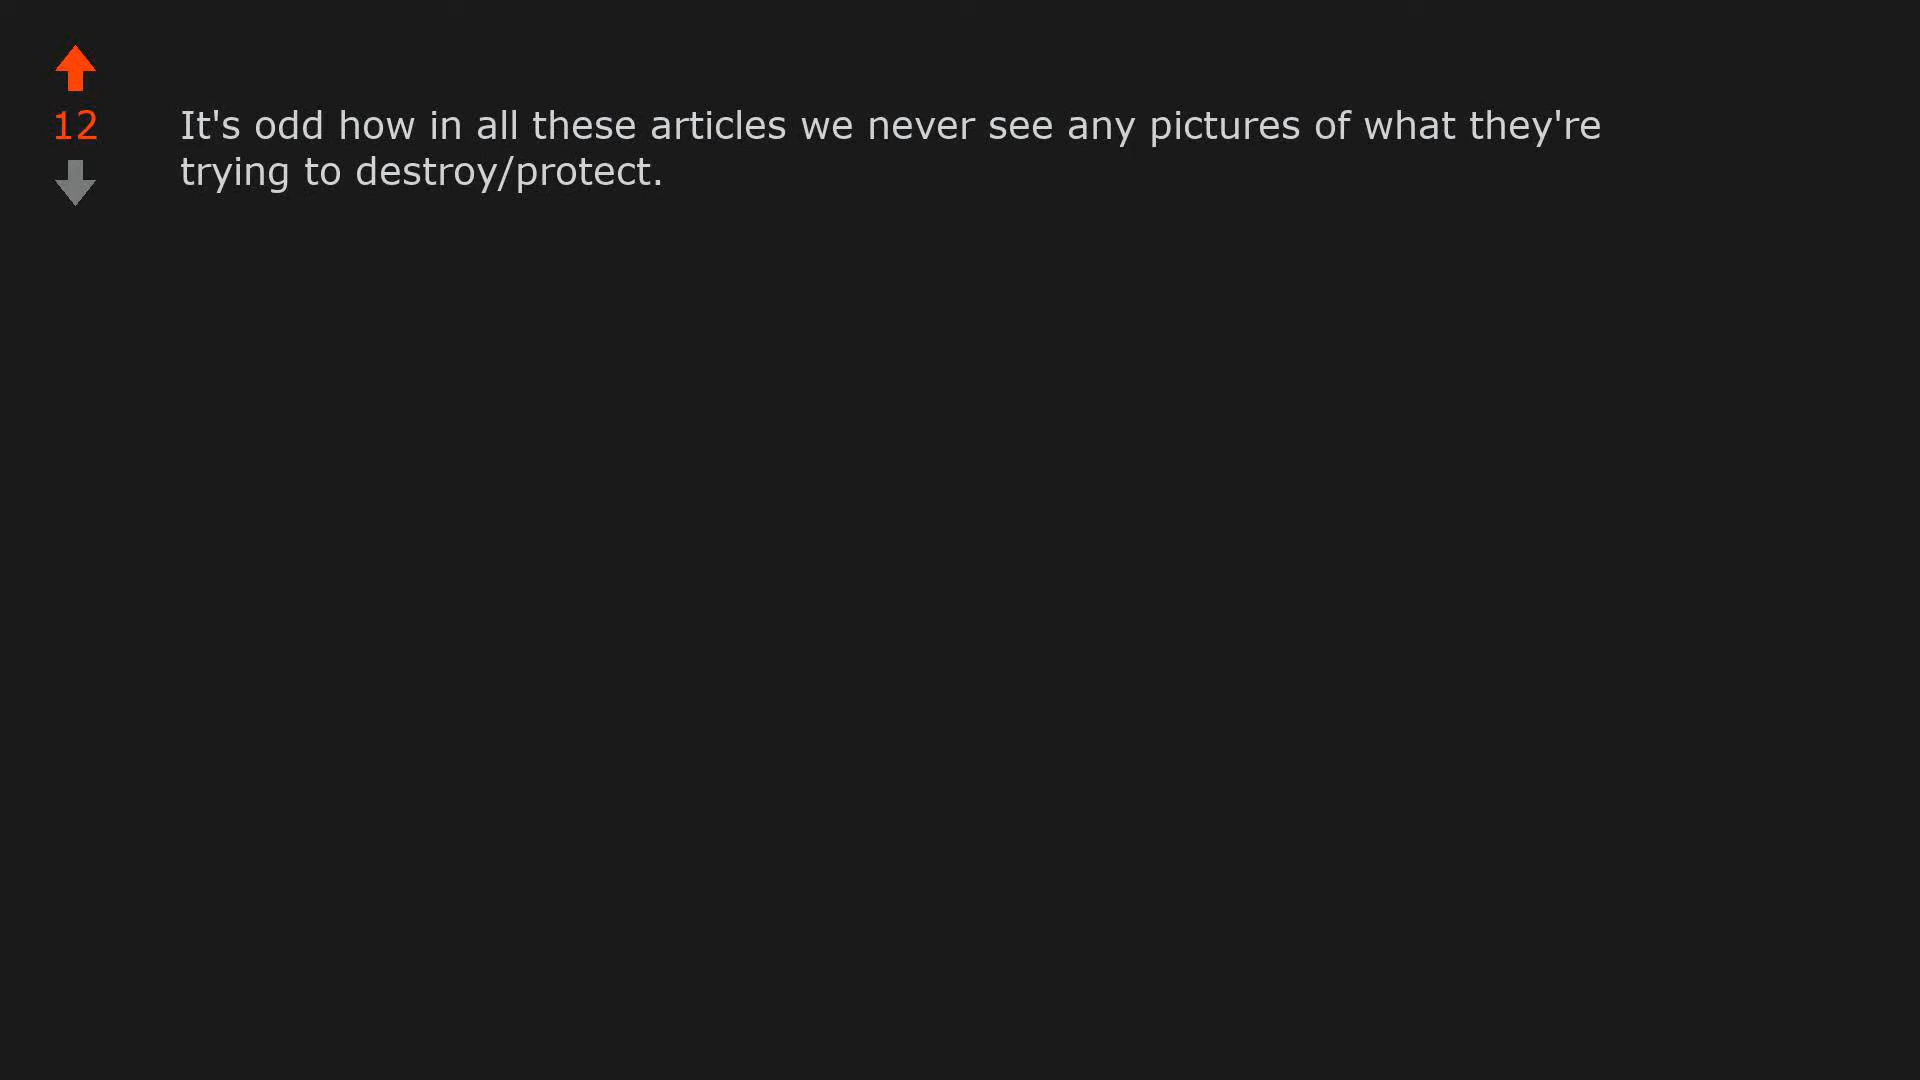 12
It's odd how in all these articles we never see any pictures of what they're
trying to destroy/protect.